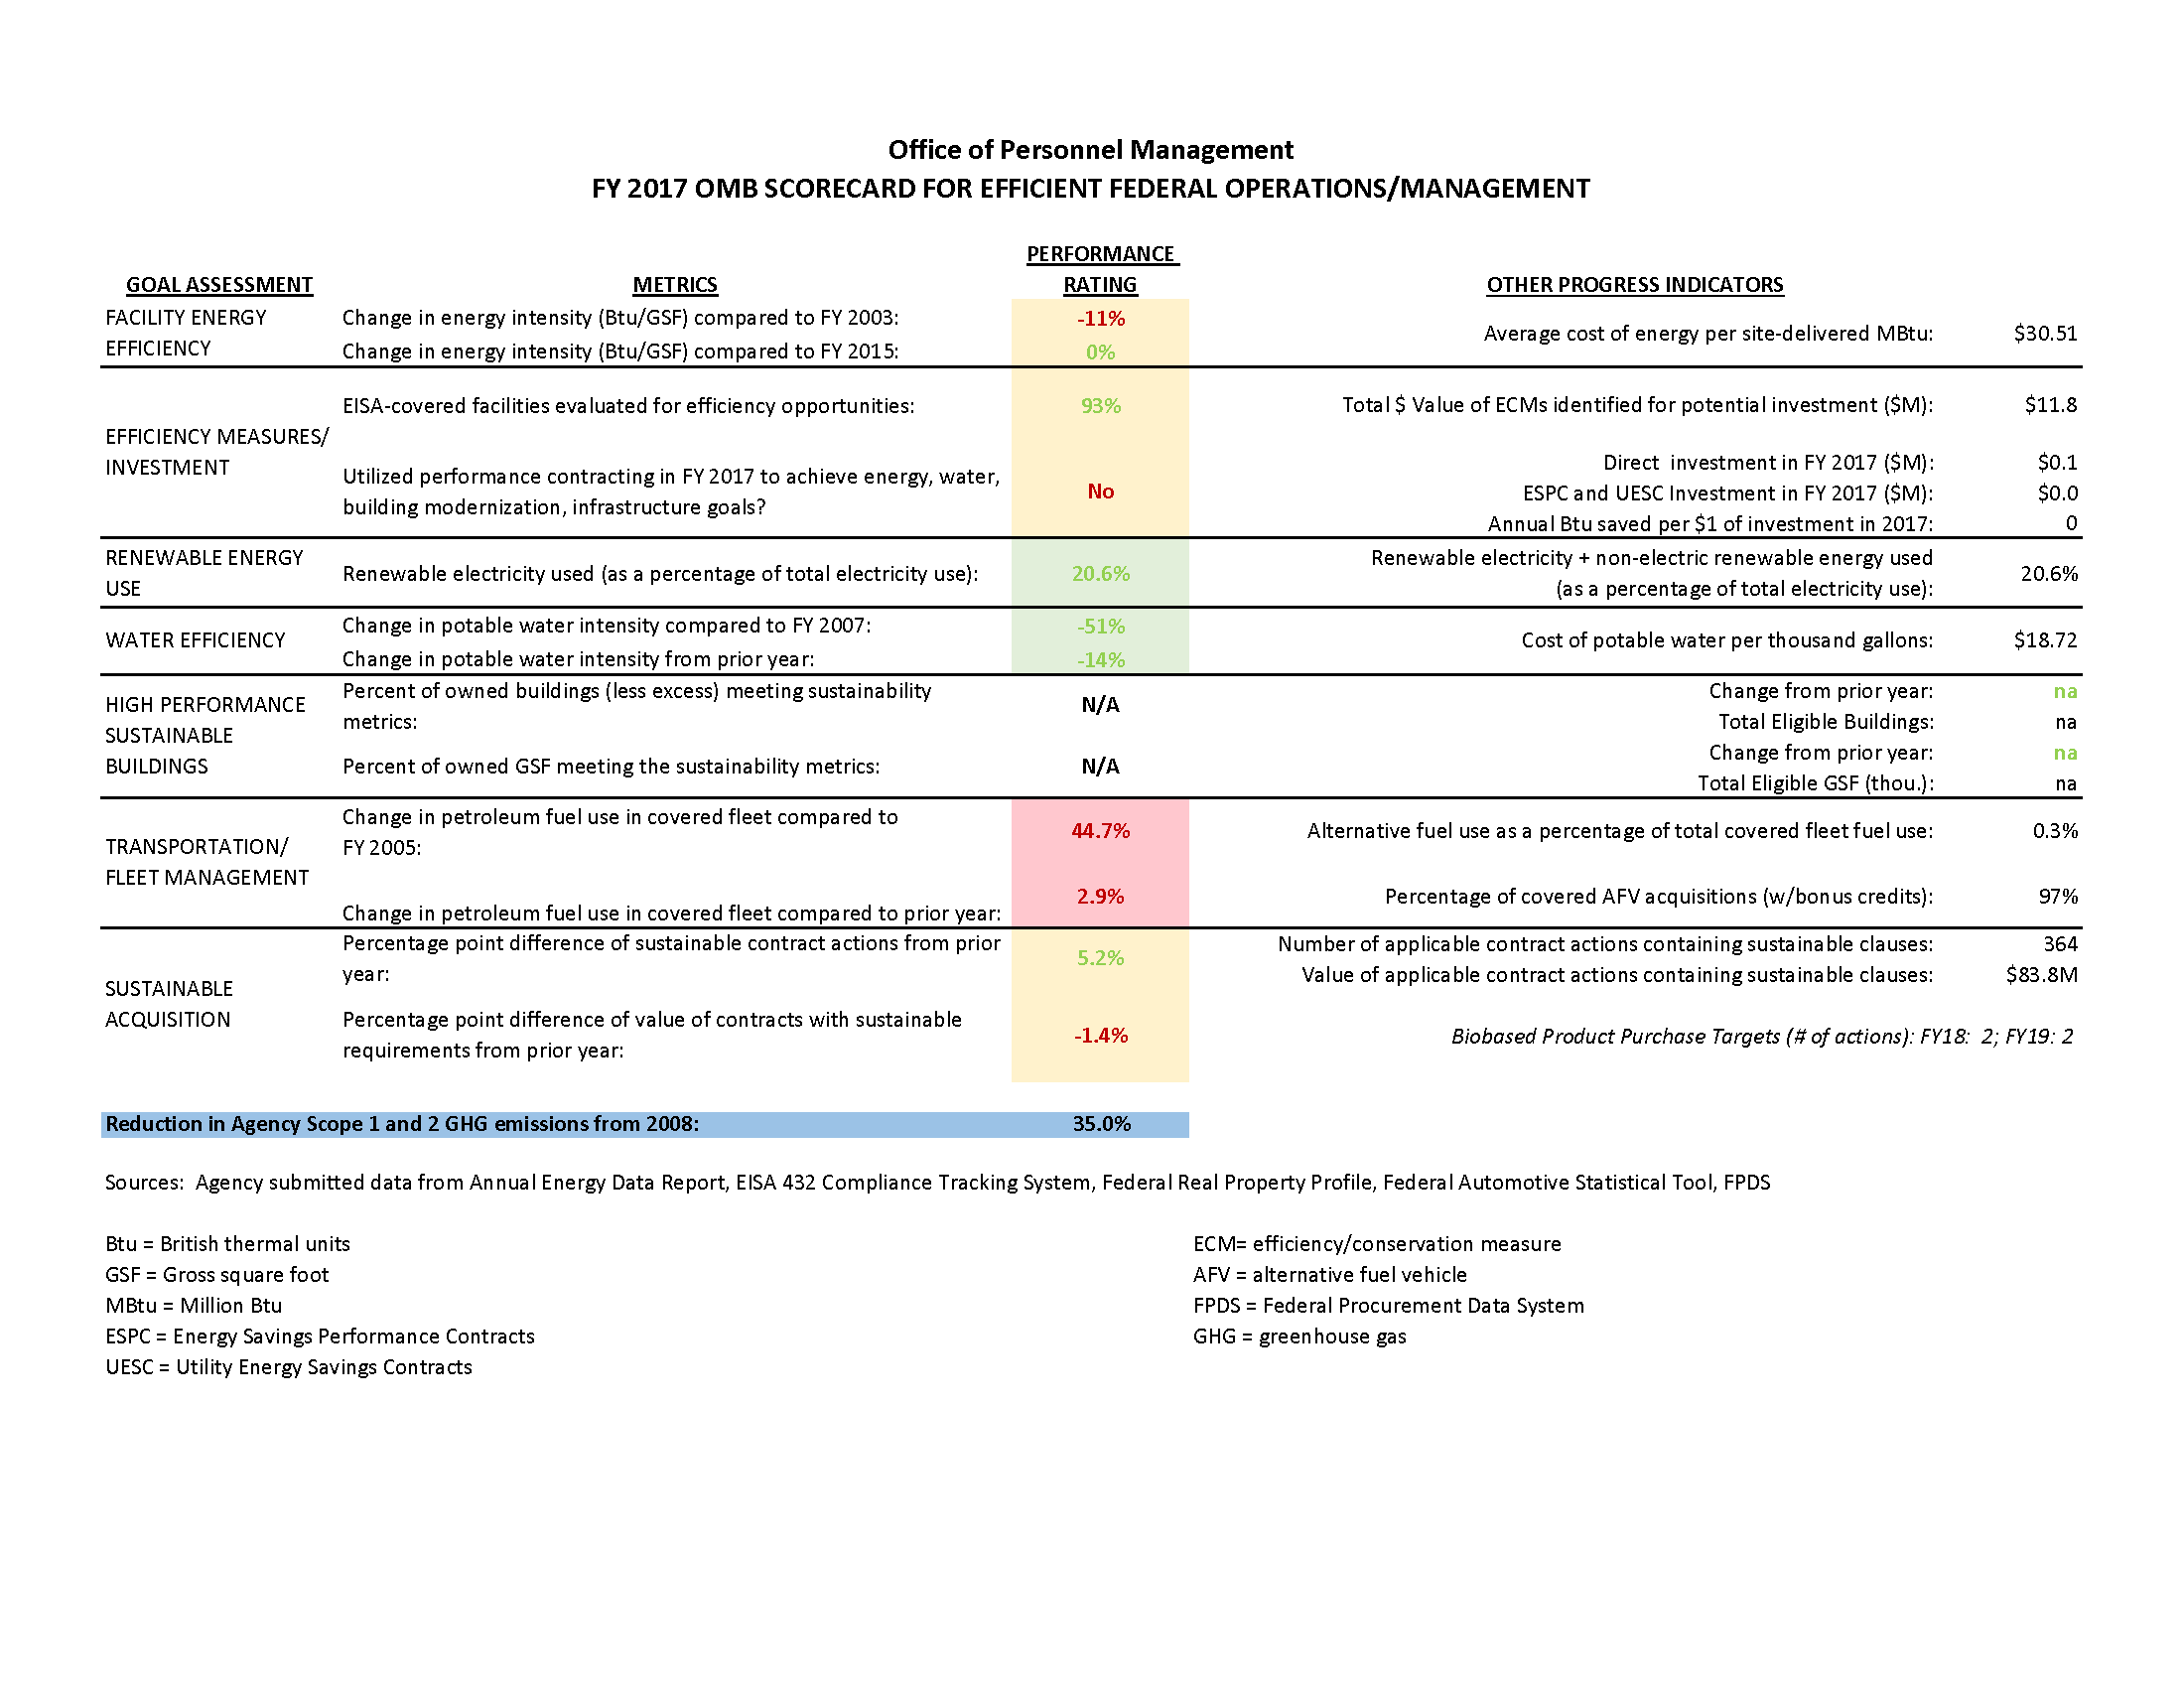 Office of Personnel Management
FY 2017 OMB SCORECARD FOR EFFICIENT FEDERAL OPERATIONS/MANAGEMENT
GOAL ASSESSMENT
METRICS
PERFORMANCE
RATING
OTHER PROGRESS INDICATORS
FACILITY ENERGY
EFFICIENCY
Change in energy intensity (Btu/GSF) compared to FY 2003:
-11%
Change in energy intensity (Btu/GSF) compared to FY 2015:
0%
Average cost of energy per site-delivered MBtu:
$30.51
EFFICIENCY MEASURES/
INVESTMENT
EISA-covered facilities evaluated for efficiency opportunities:
93%
Total $ Value of ECMs identified for potential investment ($M):
$11.8
Utilized performance contracting in FY 2017 to achieve energy, water,
building modernization, infrastructure goals?
No
Direct  investment in FY 2017 ($M):
$0.1
ESPC and UESC Investment in FY 2017 ($M):
$0.0
Annual Btu saved per $1 of investment in 2017:
0
RENEWABLE ENERGY
USE
Renewable electricity used (as a percentage of total electricity use):
20.6%
Renewable electricity + non-electric renewable energy used
(as a percentage of total electricity use):
20.6%
WATER EFFICIENCY
Change in potable water intensity compared to FY 2007:
-51%
Change in potable water intensity from prior year:
-14%
Cost of potable water per thousand gallons:
$18.72
HIGH PERFORMANCE
SUSTAINABLE
BUILDINGS
Percent of owned buildings (less excess) meeting sustainability
metrics:
N/A
Change from prior year:
na
Total Eligible Buildings:
na
Percent of owned GSF meeting the sustainability metrics:
N/A
Change from prior year:
na
Total Eligible GSF (thou.):
na
TRANSPORTATION/
FLEET MANAGEMENT
Change in petroleum fuel use in covered fleet compared to
FY 2005:
44.7%
Alternative fuel use as a percentage of total covered fleet fuel use:
0.3%
Change in petroleum fuel use in covered fleet compared to prior year:
2.9%
Percentage of covered AFV acquisitions (w/bonus credits):
97%
SUSTAINABLE
ACQUISITION
Percentage point difference of sustainable contract actions from prior
year:
5.2%
Number of applicable contract actions containing sustainable clauses:
364
Value of applicable contract actions containing sustainable clauses:
$83.8M
Percentage point difference of value of contracts with sustainable
requirements from prior year:
-1.4%
Biobased Product Purchase Targets (# of actions): FY18:  2; FY19: 2
Reduction in Agency Scope 1 and 2 GHG emissions from 2008:
35.0%
Sources:  Agency submitted data from Annual Energy Data Report, EISA 432 Compliance Tracking System, Federal Real Property Profile, Federal Automotive Statistical Tool, FPDS
Btu = British thermal units
GSF = Gross square foot
MBtu = Million Btu
ESPC = Energy Savings Performance Contracts
UESC = Utility Energy Savings Contracts
ECM= efficiency/conservation measure
AFV = alternative fuel vehicle
FPDS = Federal Procurement Data System
GHG = greenhouse gas